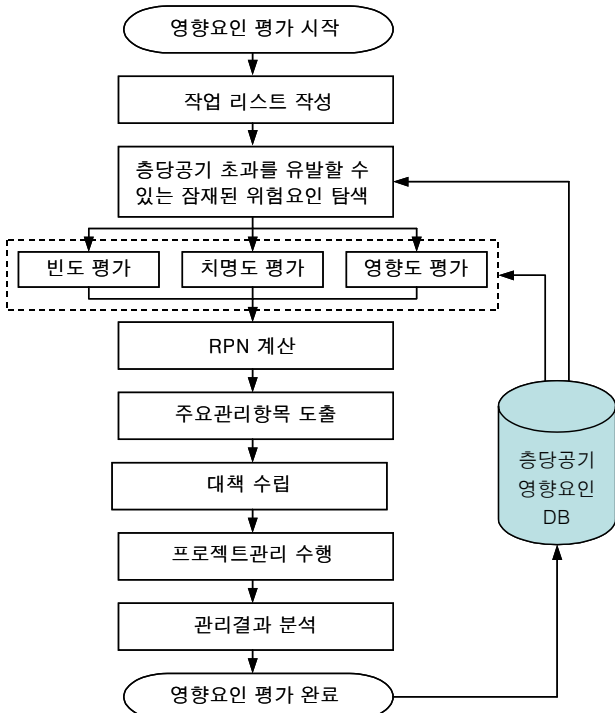 영향요인 평가 시작
작업 리스트 작성
층당공기 초과를 유발할 수
있는 잠재된 위험요인 탐색
빈도 평가
치명도 평가
영향도 평가
RPN 계산
주요관리항목 도출
대책 수립
프로젝트관리 수행
관리결과 분석
영향요인 평가 완료
층당공기
영향요인
DB